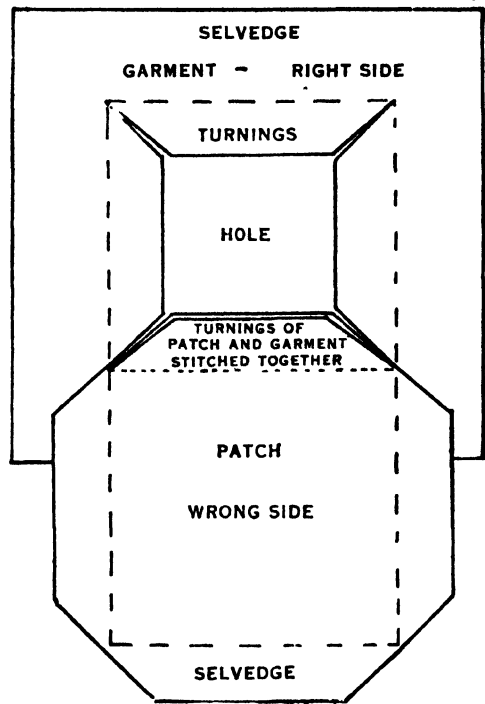 SELVEDGE
GARMENT - RIGHT SIDE
TURNINGS
HOLE
TURNINGS OF
PATCH AND GARMENT
STITCHED TOGETHER
PATCH
WRONG SIDE
SELVEDGE